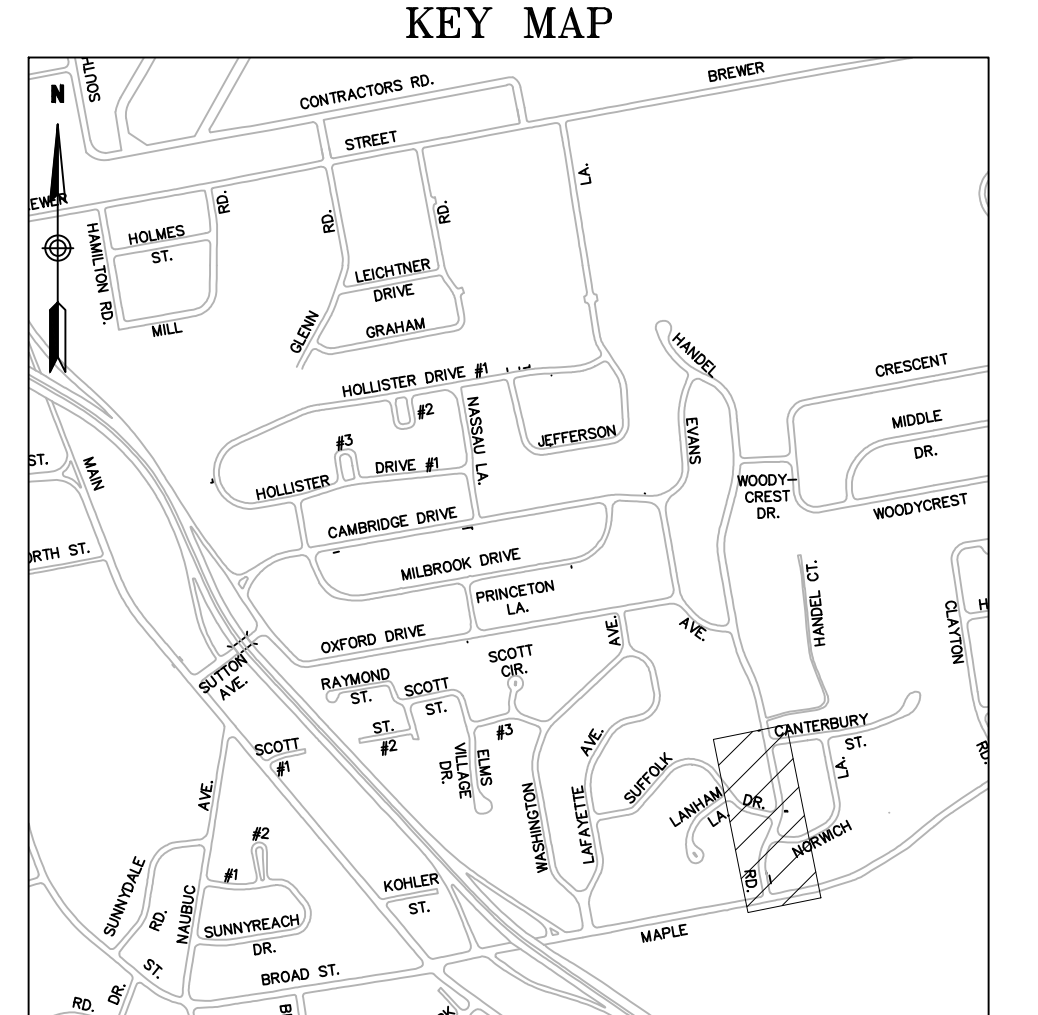 KEY MAP
SOUTH
N
CONTRACTORS RD.
BREWER
STREET
LA.
EWER
RD.
RD.
RD.
HAMILTON RD.
HOLMES
ST.
LEICHTNER
DRIVE
MILL
GLENN
GRAHAM
HANDEL
CRESCENT
HOLLISTER DRIVE #1
#2
NASSAU LA.
MIDDLE
DR.
EVANS
JEFFERSON
#3
DRIVE #1
ST.
MAIN
HOLLISTER
WOODY-
CREST
DR.
WOODYCREST
CAMBRIDGE DRIVE
ORTH ST.
MILBROOK DRIVE
HANDEL CT.
PRINCETON
LA.
CLAYTON
H
OXFORD DRIVE
AVE.
AVE.
SCOTT
CIR.
SUTTON
AVE.
RAYMOND
ST.
SCOTT
ST.
ST.
#2
#3
CANTERBURY
ST.
RD.
SCOTT
#1
ELMS
VILLAGE
DR.
AVE.
SUFFOLK
LA.
AVE.
WASHINGTON
LAFAYETTE
LANHAM
LA.
DR.
NORWICH
#2
#1
SUNNYDALE
RD.
NAUBUC
KOHLER
ST.
RD.
SUNNYREACH
DR.
MAPLE
ST.
BROAD ST.
RD.
DR.